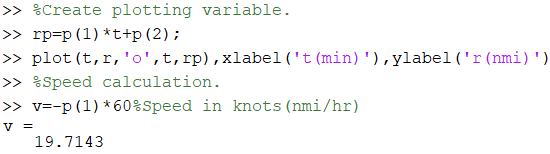 >> %Create plotting variable.
>> rp=p(1)*t+p(2);
>> plot(t,r,'o',t,rp),xlabel('t(min)'),ylabel('r(nmi)')
>> %Speed calculation.
>> v=-p(1)*60%Speed in knots(nmi/hr)
v =
19.7143